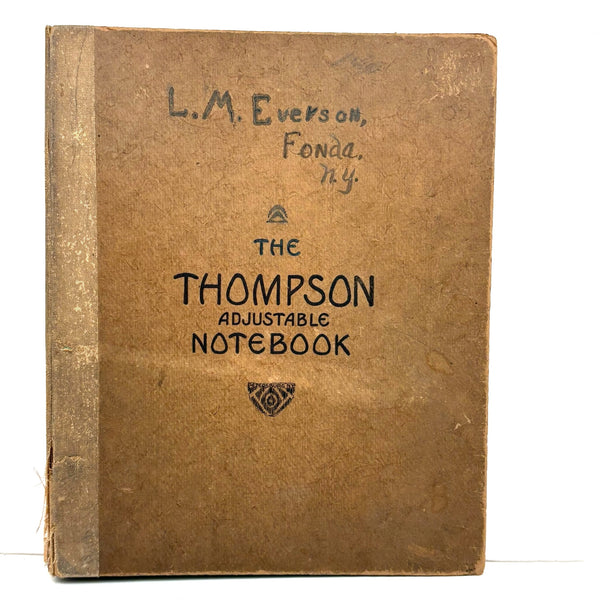 L.M. Everson,
Fonda.
N.Y.
THE
THOMPSON
ADJUSTABLE
NOTEBOOK